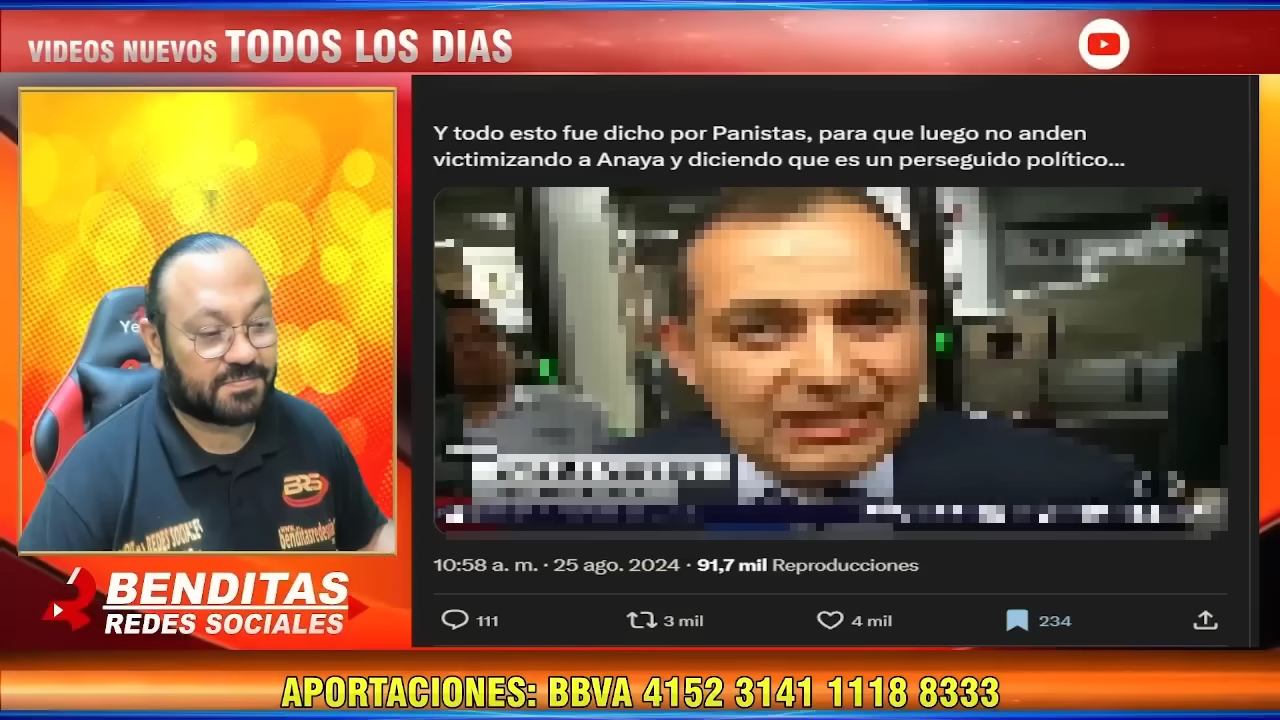 VIDEOS NUEVOS TODOS LOS DIAS
Y todo esto fue dicho por Panistas, para que luego no anden
victimizando a Anaya y diciendo que es un perseguido político...
Ye
BRS
BENDITAS
REDES SOCIALES
10:58 a. m. · 25 ago. 2024 · 91,7 mil Reproducciones
111
3 mil
4 mil
234
APORTACIONES: BBVA 4152 3141 1118 8333